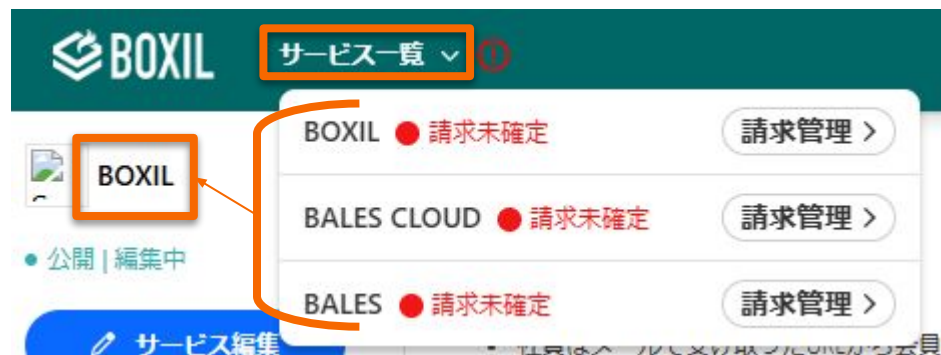 BOXIL サービス一覧
BOXIL 請求未確定 請求管理 >
BOXIL
BALES CLOUD 請求未確定 請求管理 >
公開 | 編集中
BALES 請求未確定 請求管理 >
サービス編集